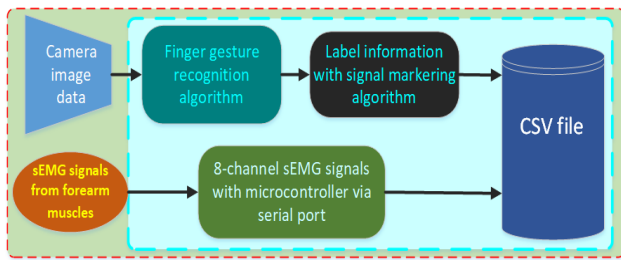 Camera
image
data
Finger gesture
recognition
algorithm
Label information
with signal markering
algorithm
CSV file
sEMG signals
from forearm
muscles
8-channel sEMG signals
with microcontroller via
serial port